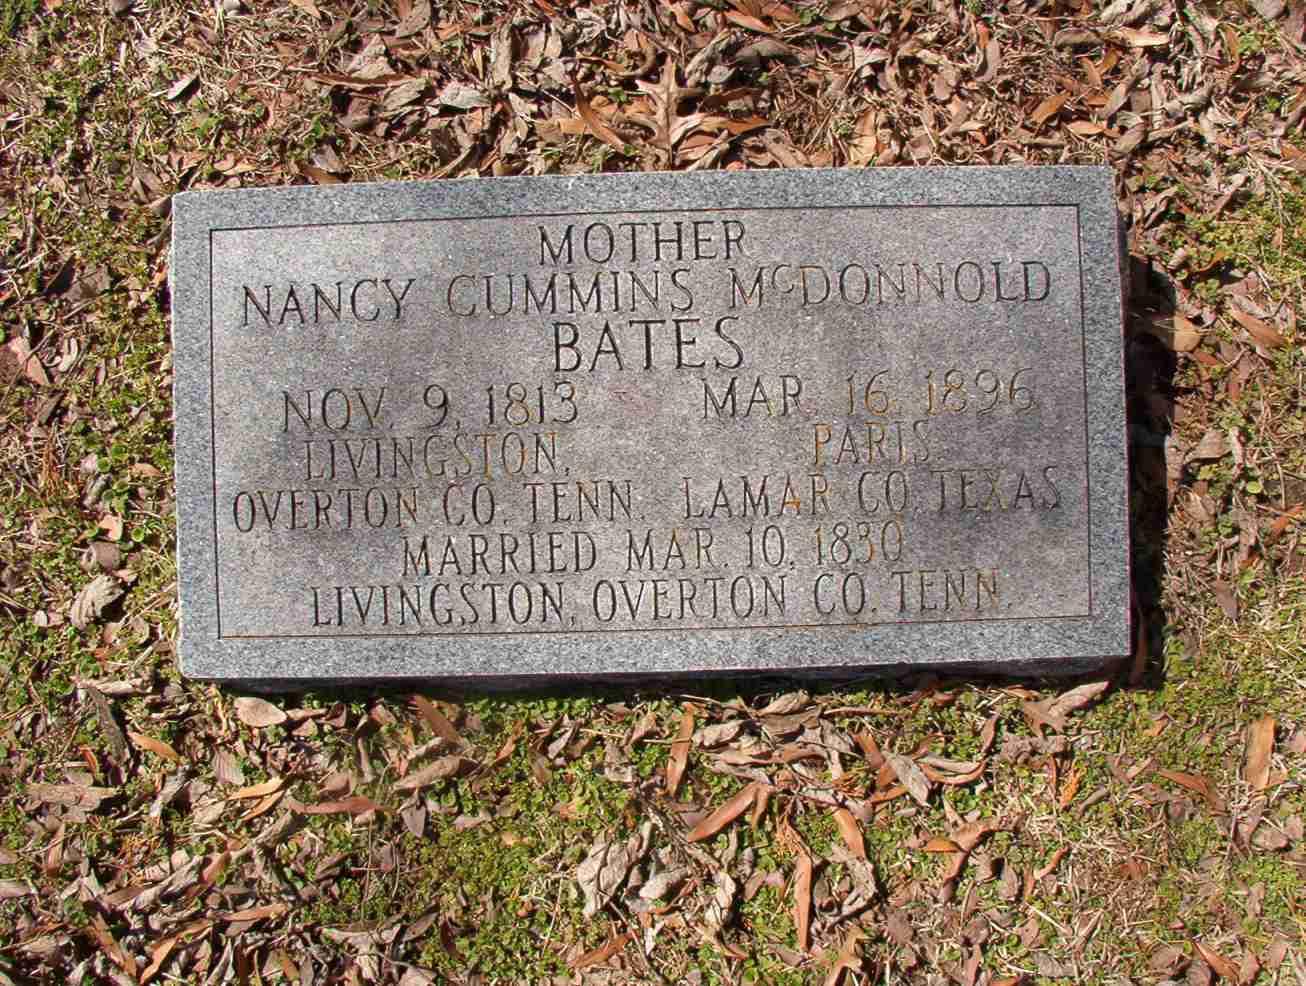 MOTHER
NANCY CUMMINS McDONNOLD
BATES
NOV. 9, 1813 MAR. 16, 1896
LIVINGSTON, PARIS
OVERTON CO. TENN. LAMAR CO. TEXAS
MARRIED MAR. 10, 1830
LIVINGSTON, OVERTON CO. TENN.